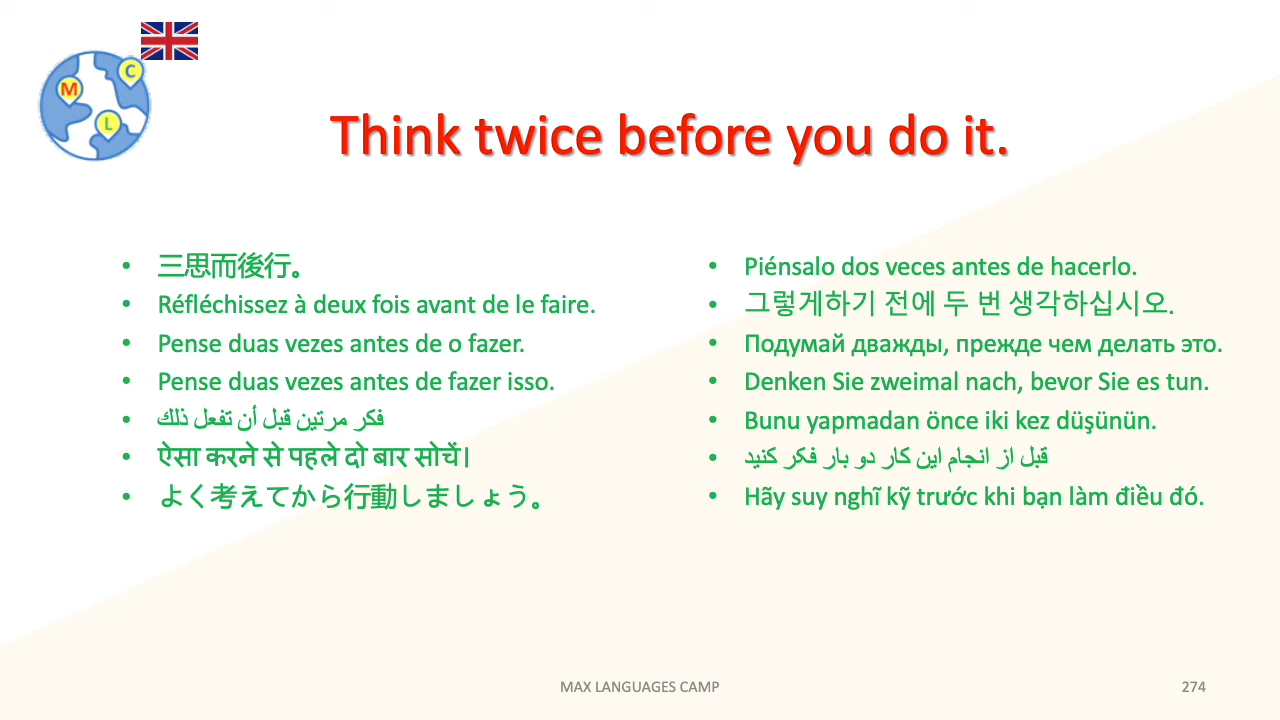 M C L
Think twice before you do it.
• 三思而後行。
• Réfléchissez à deux fois avant de le faire.
• Pense duas vezes antes de o fazer.
• Pense duas vezes antes de fazer isso.
• فكر مرتين قبل أن تفعل ذلك
• ऐसा करने से पहले दो बार सोचें।
• よく考えてから行動しましょう。
• Piénsalo dos veces antes de hacerlo.
• 그렇게하기 전에 두 번 생각하십시오.
• Подумай дважды, прежде чем делать это.
• Denken Sie zweimal nach, bevor Sie es tun.
• Bunu yapmadan önce iki kez düşünün.
• قبل از انجام این کار دو بار فکر کنید
• Hãy suy nghĩ kỹ trước khi bạn làm điều đó.
MAX LANGUAGES CAMP
274